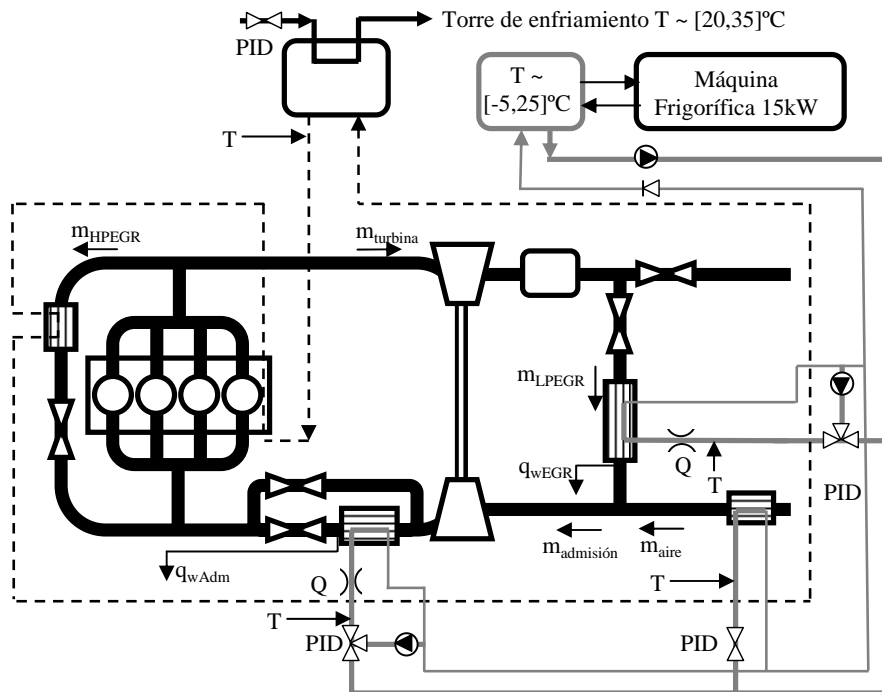 Torre de enfriamiento T ~ [20,35]ºC
PID
T ~
[-5,25]ºC
Máquina
Frigorífica 15kW
T
mHPEGR
mturbina
mLPEGR
qwEGR
Q
T
PID
madmisión
maire
qwAdm
Q
T
T
PID
PID